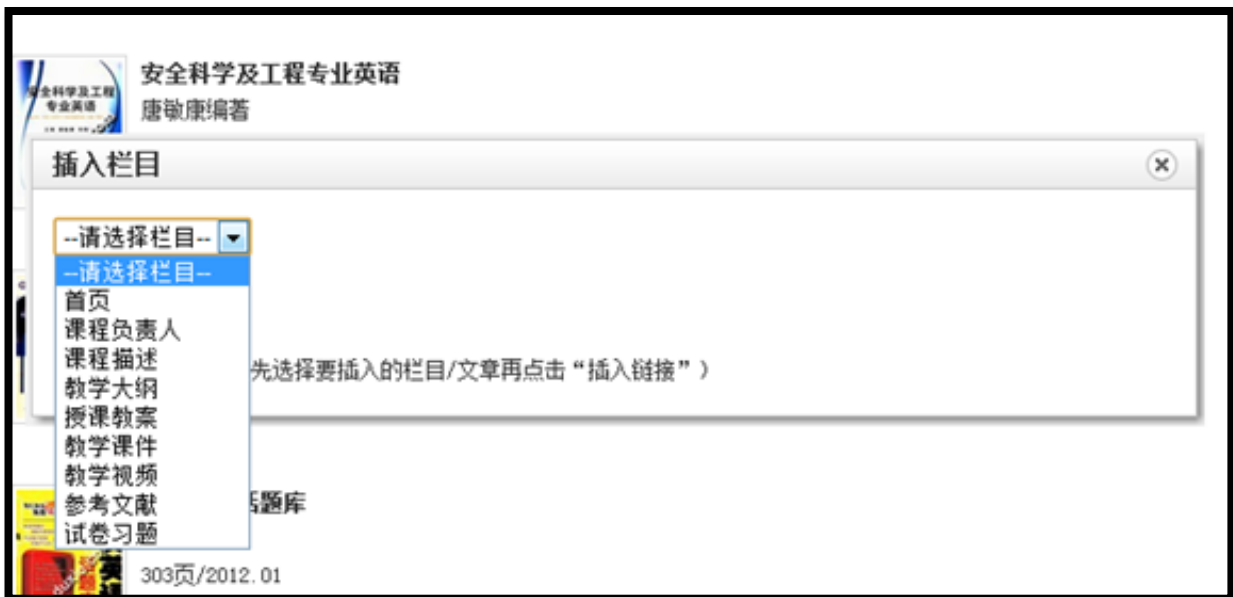 安全科学及工程专业英语
唐敏康编著
全科学及工程
专业英语
插入栏目
--请选择栏目--
--请选择栏目--
首页
课程负责人
课程描述
教学大纲
授课教案
教学课件
教学视频
参考文献
试卷习题
先选择要插入的栏目/文章再点击“插入链接”）
题库
303页/2012.01